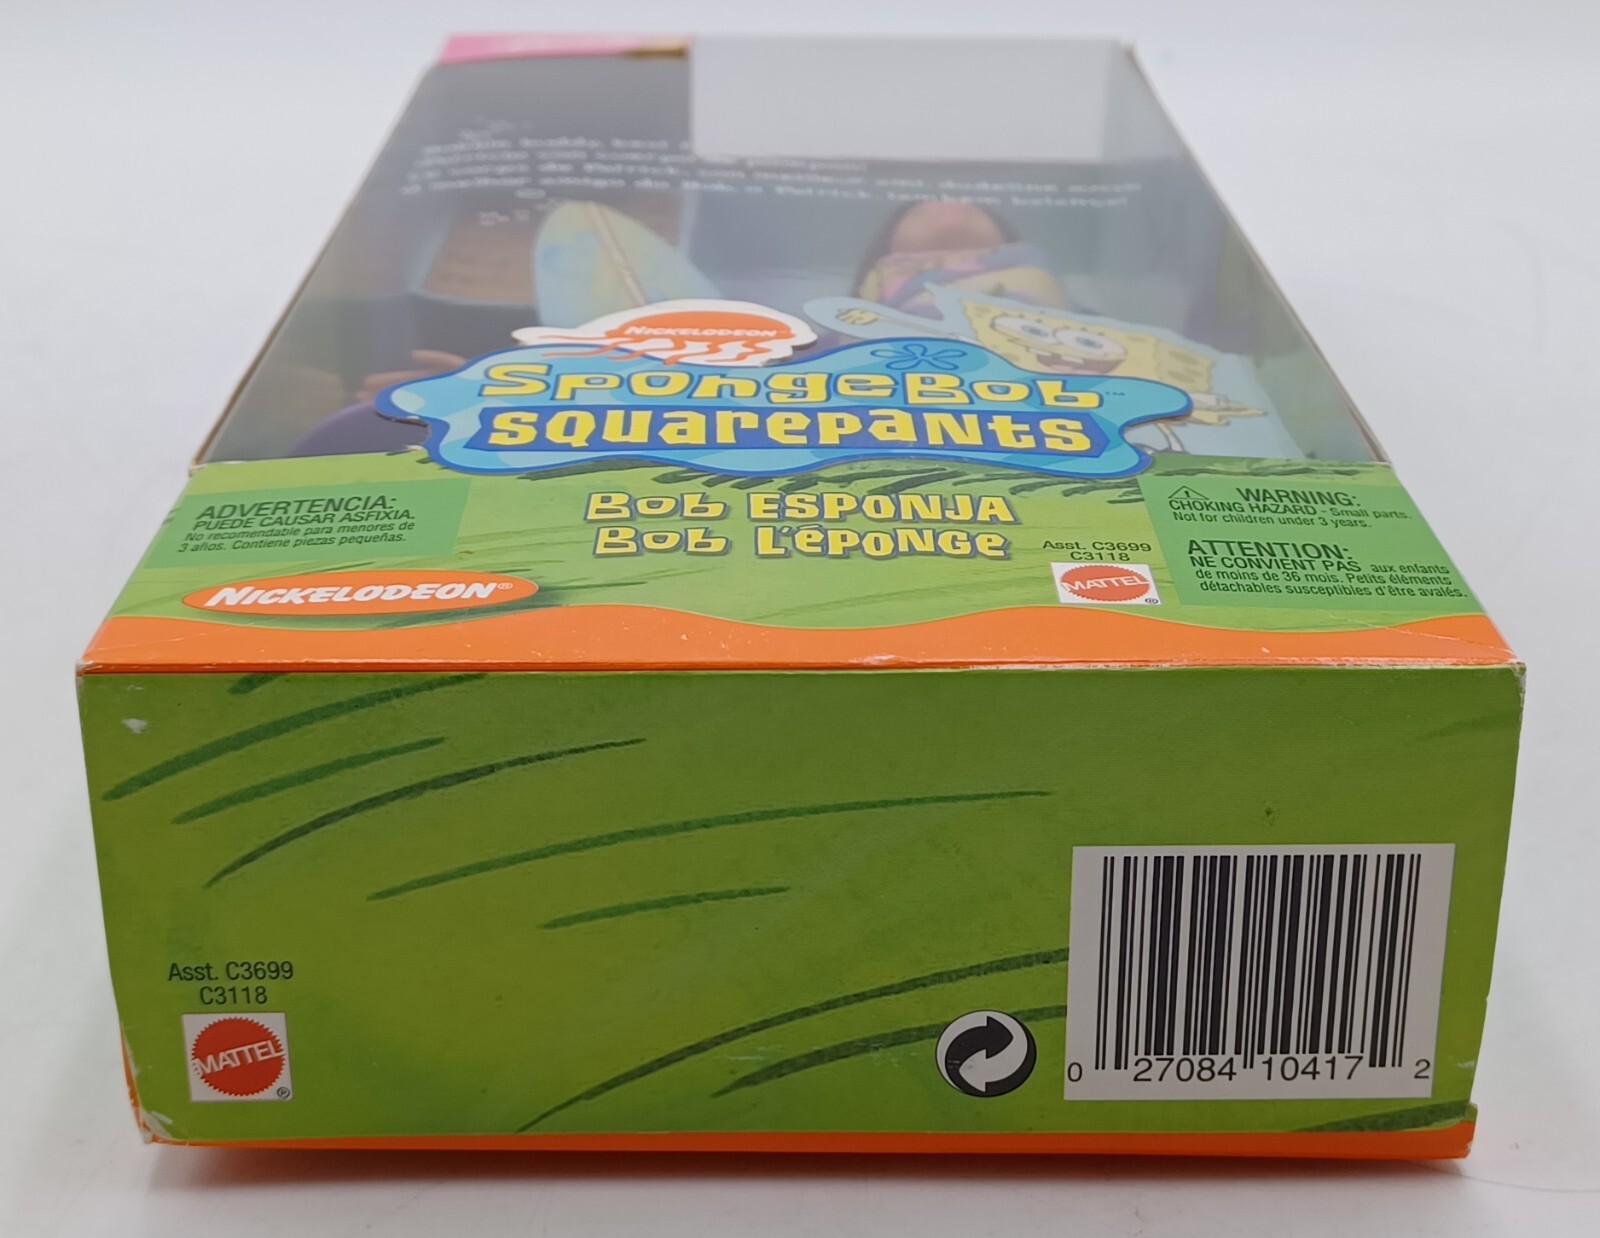 NICKELODEON
SPONGEBOB™
SQUAREPANTS
ADVERTENCIA:
PUEDE CAUSAR ASFIXIA.
No recomendable para menores de
3 años. Contiene piezas pequeñas.
BOB ESPONJA
BOB L'ÉPONGE
NICKELODEON®
Asst. C3699
C3118
MATTEL®
WARNING:
CHOKING HAZARD - Small parts.
Not for children under 3 years.
ATTENTION:
NE CONVIENT PAS aux enfants
de moins de 36 mois. Petits éléments
détachables susceptibles d'être avalés.
Asst. C3699
C3118
MATTEL®
0 27084 10417 2